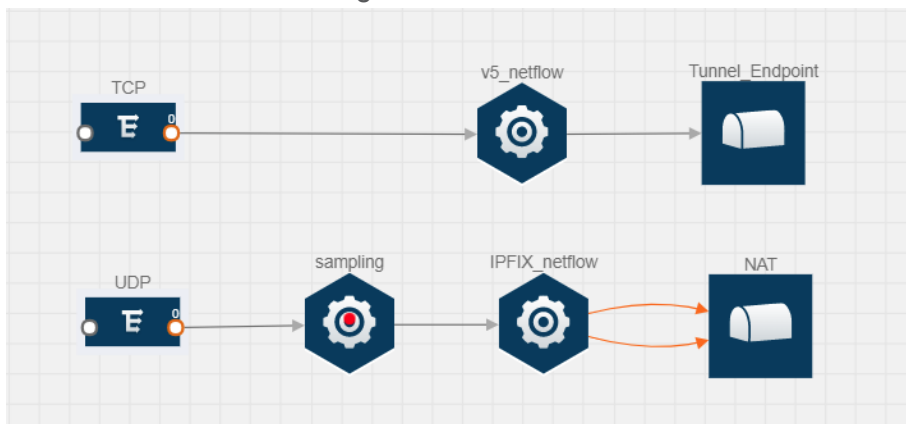 TCP
0
v5_netflow
Tunnel_Endpoint
UDP
0
sampling
IPFIX_netflow
NAT